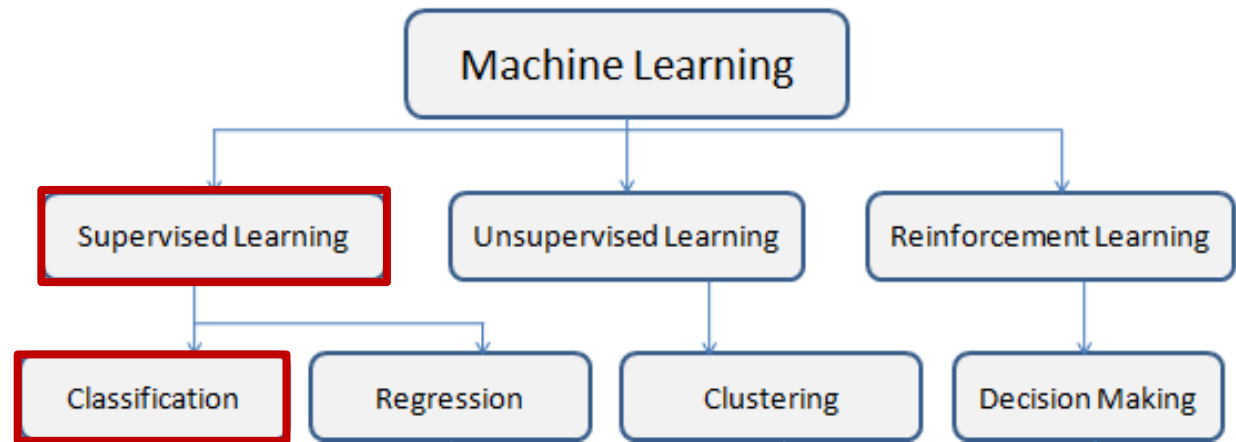 Machine Learning
Supervised Learning
Unsupervised Learning
Reinforcement Learning
Classification
Regression
Clustering
Decision Making